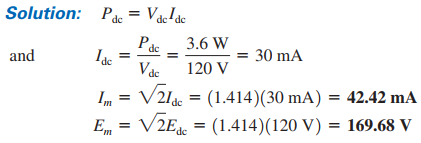 Solution: P_dc = V_dc I_dc
and I_dc = P_dc / V_dc = 3.6 W / 120 V = 30 mA
I_m = √2 I_dc = (1.414)(30 mA) = 42.42 mA
E_m = √2 E_dc = (1.414)(120 V) = 169.68 V